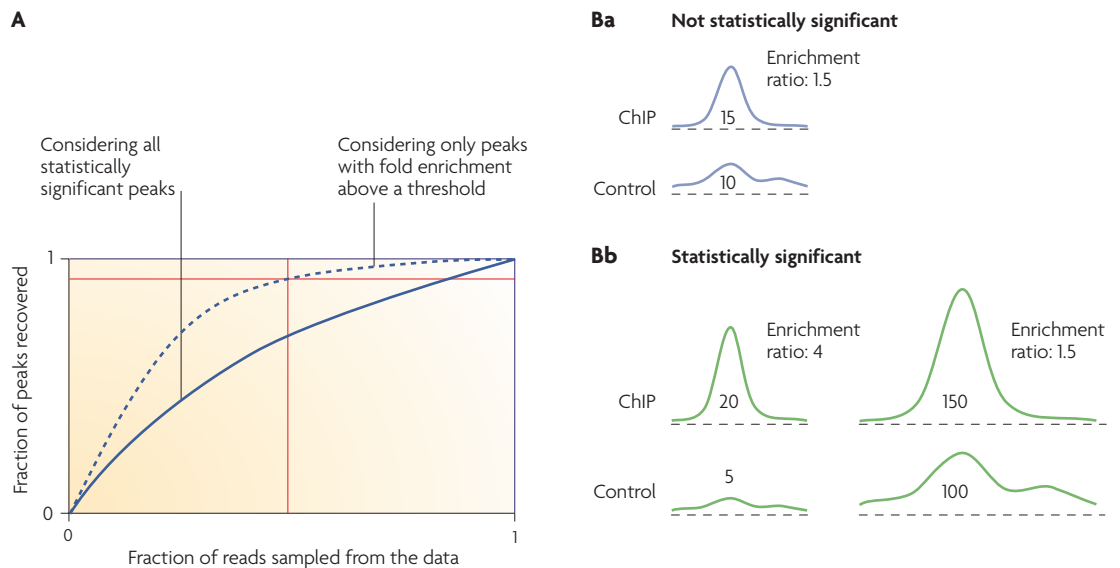 A
Considering all
statistically
significant peaks
Considering only peaks
with fold enrichment
above a threshold
1
Fraction of peaks recovered
0
0
1
Fraction of reads sampled from the data
Ba Not statistically significant
Enrichment
ratio: 1.5
ChIP
15
Control
10
Bb Statistically significant
Enrichment
ratio: 4
Enrichment
ratio: 1.5
ChIP
20
150
Control
5
100